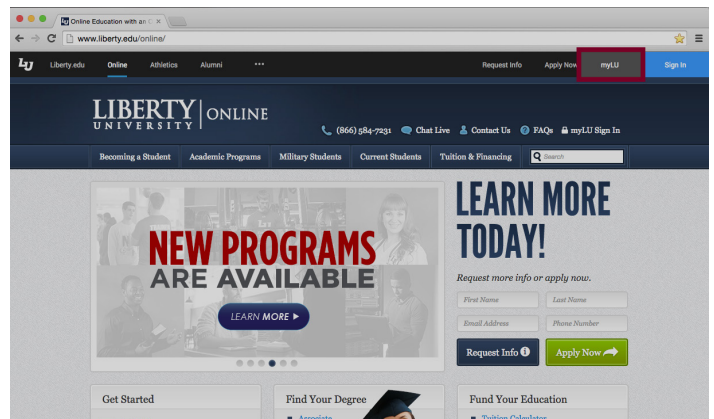 Online Education with an C
www.liberty.edu/online/
LU Liberty.edu Online Athletics Alumni ••• Request Info Apply Now myLU Sign In
LIBERTY ONLINE
UNIVERSITY
(866) 584-7231 Chat Live Contact Us FAQs myLU Sign In
Becoming a Student Academic Programs Military Students Current Students Tuition & Financing Search
NEW PROGRAMS
ARE AVAILABLE
LEARN MORE
LEARN MORE
TODAY!
Request more info or apply now.
First Name Last Name
Email Address Phone Number
Request Info Apply Now
Get Started Find Your Degree Fund Your Education
Associate Tuition Calculator